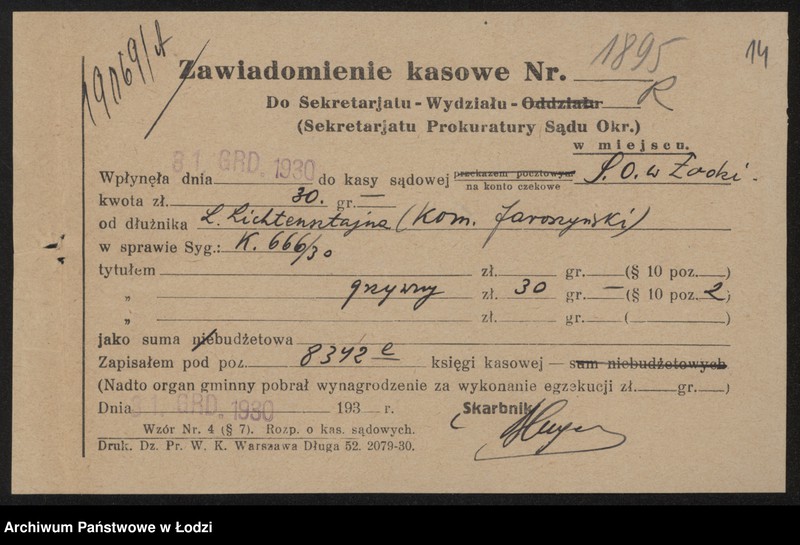 19169/A
Zawiadomienie kasowe Nr. 1895 14
Do Sekretarjatu - Wydziału - Oddziału R
(Sekretarjatu Prokuratury Sądu Okr.)
w miejscu.
Wpłynęła dnia 31 GRD. 1930 do kasy sądowej przekazem pocztowym na konto czekowe S. O. w Łodzi.
kwota zł. 30. gr. —
od dłużnika L. Lichtensztajna (Kom. Jaroszyński)
w sprawie Syg.: K. 666/30
tytułem zł. gr. (§ 10 poz. )
„ grzywny zł. 30 gr. — (§ 10 poz. 2)
„ zł. gr. ( )
jako suma niebudżetowa
Zapisałem pod poz. 8342 e księgi kasowej — sum niebudżetowych
(Nadto organ gminny pobrał wynagrodzenie za wykonanie egzekucji zł. gr. )
Dnia 31. GRD. 1930 193 r. Skarbnik
Wzór Nr. 4 (§ 7). Rozp. o kas. sądowych.
Druk. Dz. Pr. W. K. Warszawa Długa 52. 2079-30.
Archiwum Państwowe w Łodzi